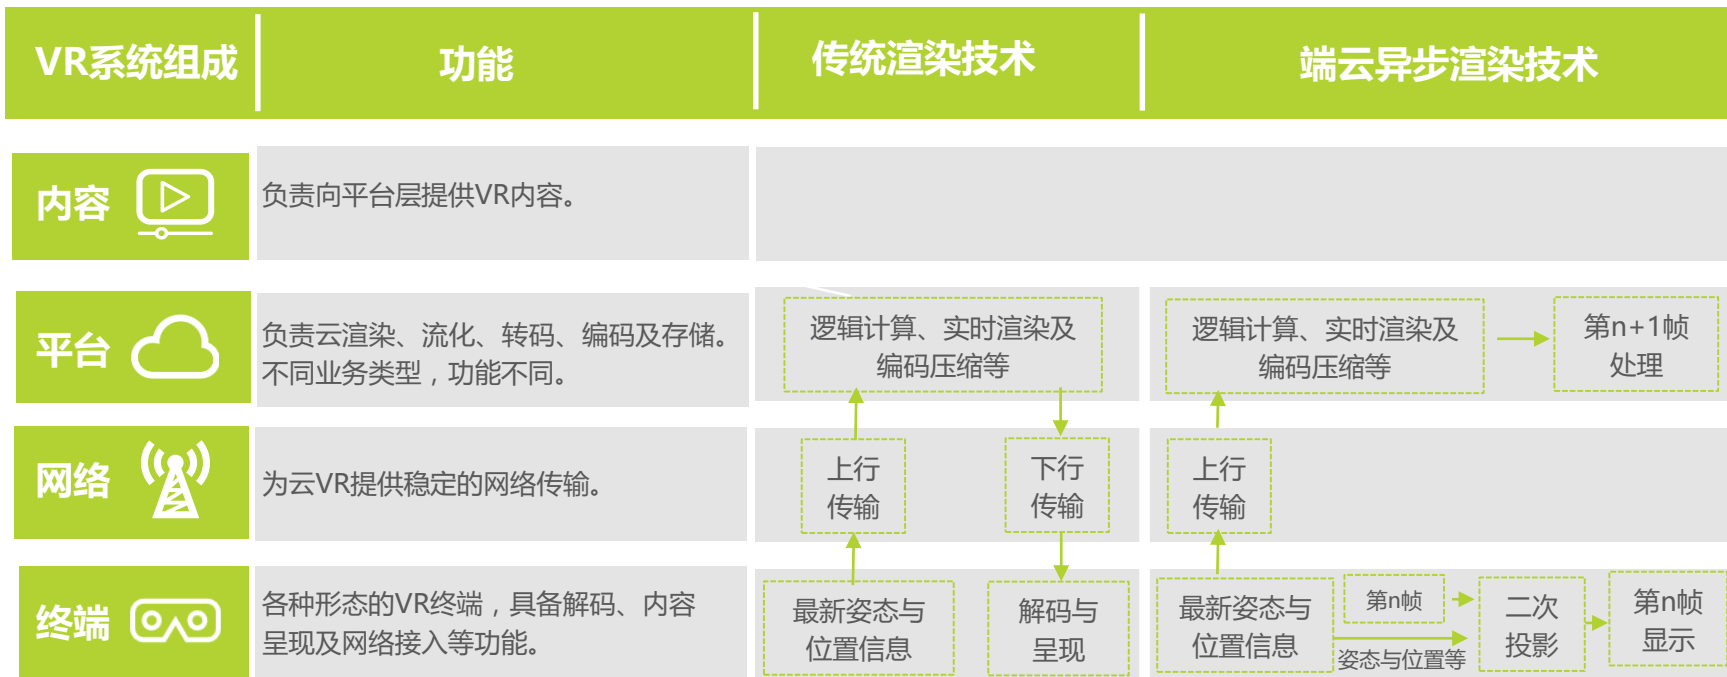 VR系统组成
功能
传统渲染技术
端云异步渲染技术
内容
负责向平台层提供VR内容。
平台
负责云渲染、流化、转码、编码及存储。
不同业务类型，功能不同。
逻辑计算、实时渲染及
编码压缩等
逻辑计算、实时渲染及
编码压缩等
第n+1帧
处理
网络
为云VR提供稳定的网络传输。
上行
传输
下行
传输
上行
传输
终端
各种形态的VR终端，具备解码、内容
呈现及网络接入等功能。
最新姿态与
位置信息
解码与
呈现
最新姿态与
位置信息
第n帧
姿态与位置等
二次
投影
第n帧
显示